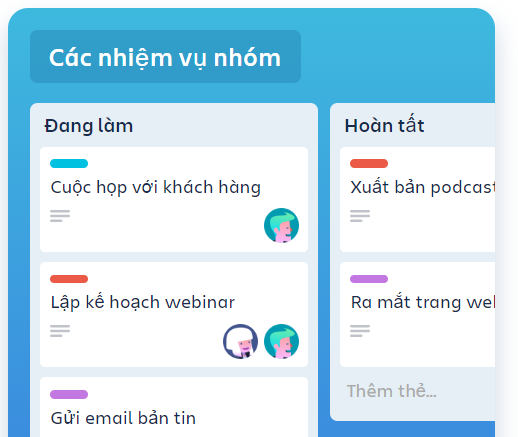 Các nhiệm vụ nhóm
Đang làm
Cuộc họp với khách hàng
Lập kế hoạch webinar
Gửi email bản tin
Hoàn tất
Xuất bản podcast
Ra mắt trang
Thêm thẻ...